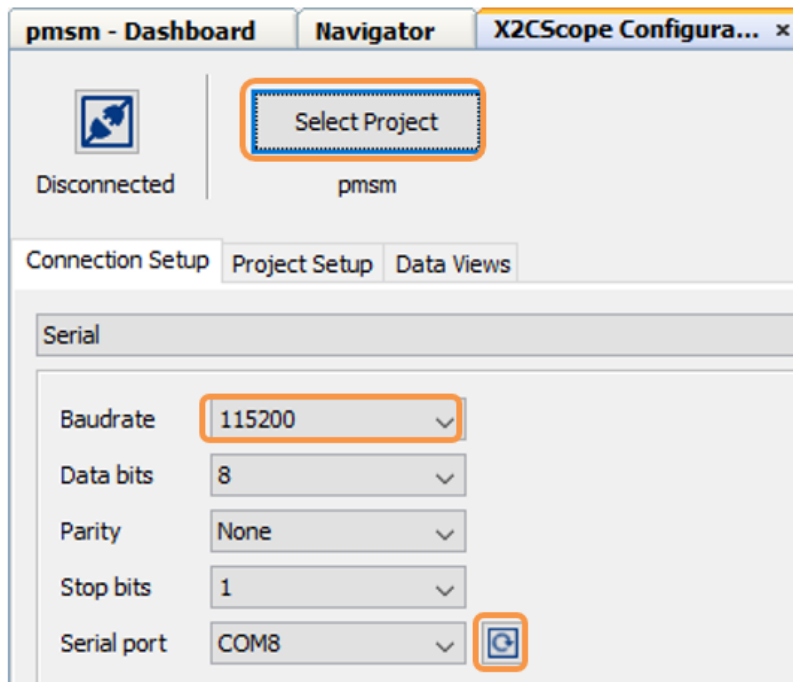 pmsm - Dashboard Navigator X2CScope Configura... ×
Select Project
Disconnected pmsm
Connection Setup Project Setup Data Views
Serial
Baudrate 115200
Data bits 8
Parity None
Stop bits 1
Serial port COM8